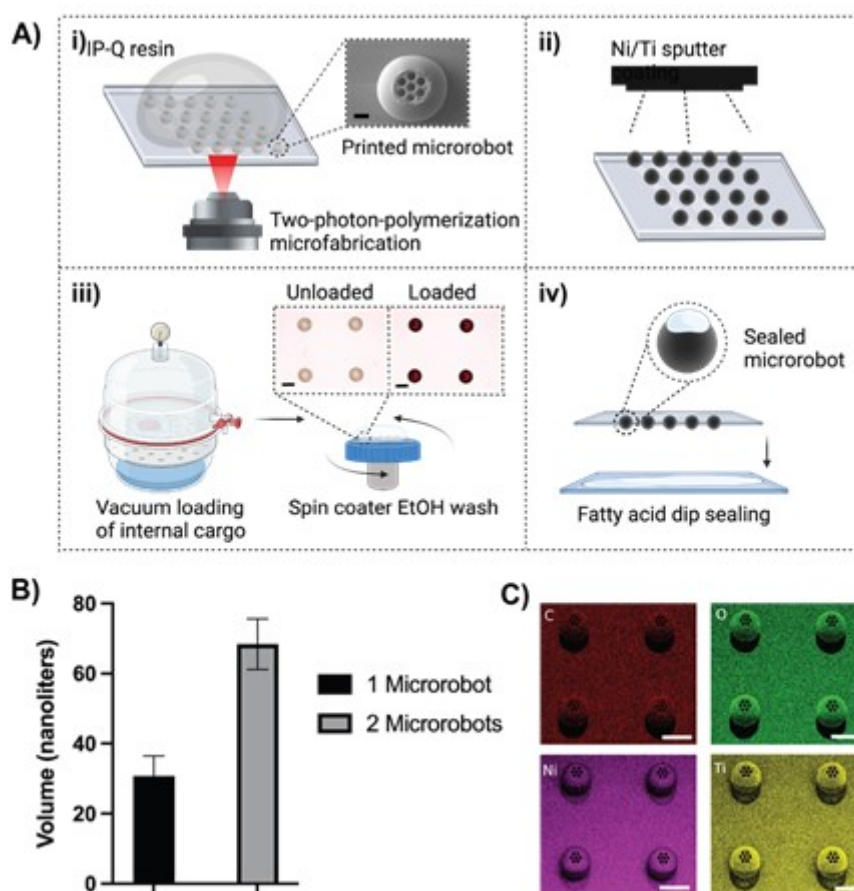 A)
i)
IP-Q resin
Printed microrobot
Two-photon-polymerization
microfabrication
ii)
Ni/Ti sputter
coating
iii)
Unloaded
Loaded
Vacuum loading
of internal cargo
Spin coater EtOH wash
iv)
Sealed
microrobot
Fatty acid dip sealing
B)
Volume (nanoliters)
80
60
40
20
0
1 Microrobot
2 Microrobots
C)
C
O
Ni
Ti